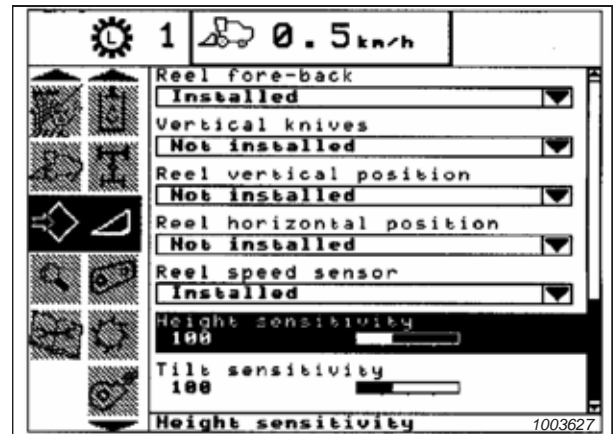 L 1 0.5km/h
Reel fore-back
Installed
Vertical knives
Not installed
Reel vertical position
Not installed
Reel horizontal position
Not installed
Reel speed sensor
Installed
Height sensitivity
100
Tilt sensitivity
100
Height sensitivity
1003627